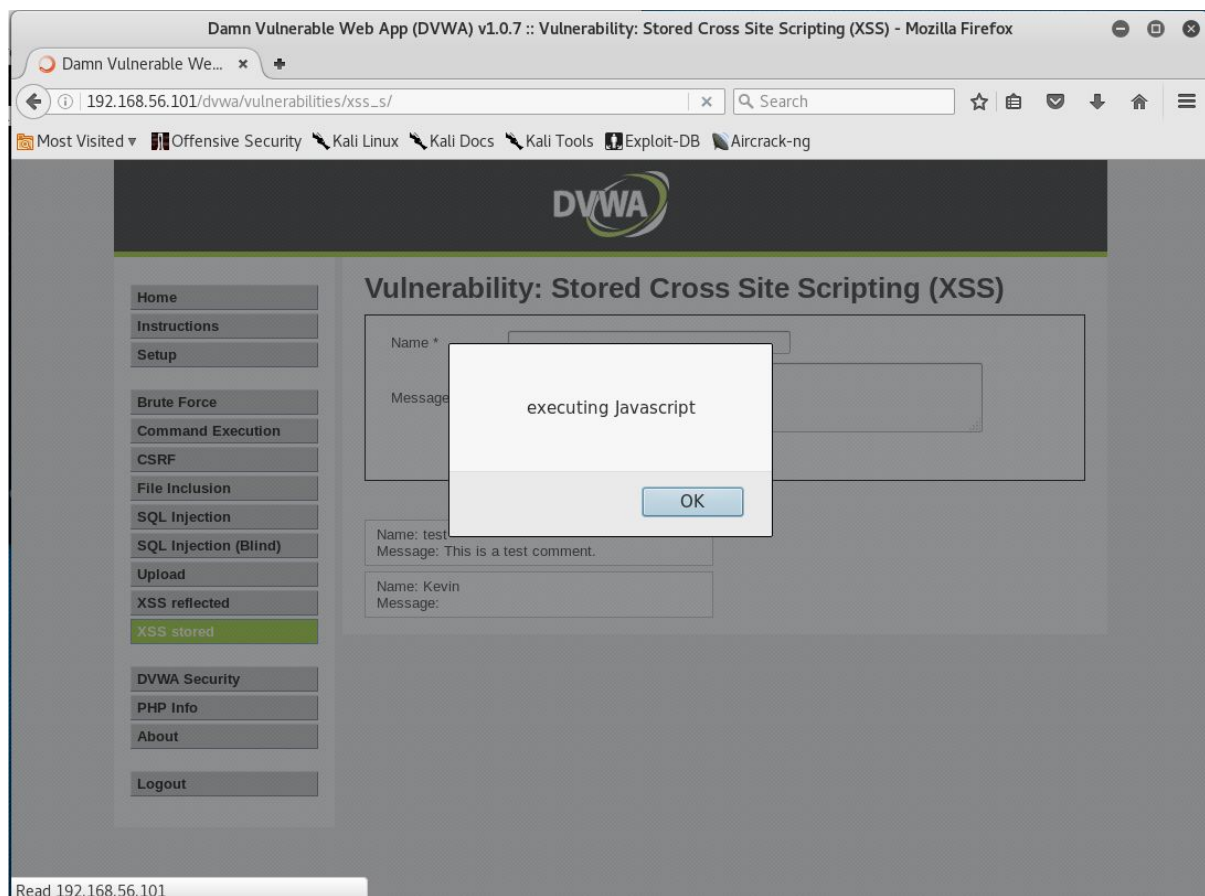 Damn Vulnerable Web App (DVWA) v1.0.7 :: Vulnerability: Stored Cross Site Scripting (XSS) - Mozilla Firefox
Damn Vulnerable We...
192.168.56.101/dvwa/vulnerabilities/xss_s/
Search
Most Visited
Offensive Security
Kali Linux
Kali Docs
Kali Tools
Exploit-DB
Aircrack-ng
DVWA
Home
Instructions
Setup
Brute Force
Command Execution
CSRF
File Inclusion
SQL Injection
SQL Injection (Blind)
Upload
XSS reflected
XSS stored
DVWA Security
PHP Info
About
Logout
Vulnerability: Stored Cross Site Scripting (XSS)
Name *
Message
executing Javascript
OK
Name: test
Message: This is a test comment.
Name: Kevin
Message:
Read 192.168.56.101